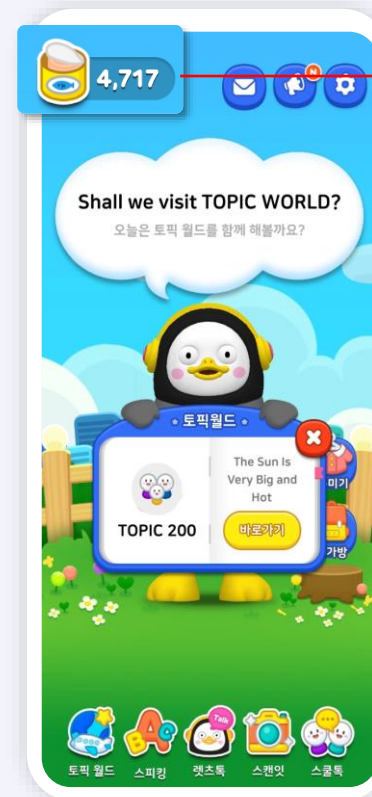 4,717
N
Shall we visit TOPIC WORLD?
오늘은 토픽 월드를 함께 해볼까요?
토픽월드
The Sun Is
Very Big and
Hot
TOPIC 200
바로가기
미기
가방
Talk
ABC
토픽 월드
스피킹
렛츠톡
스캔잇
스쿨톡